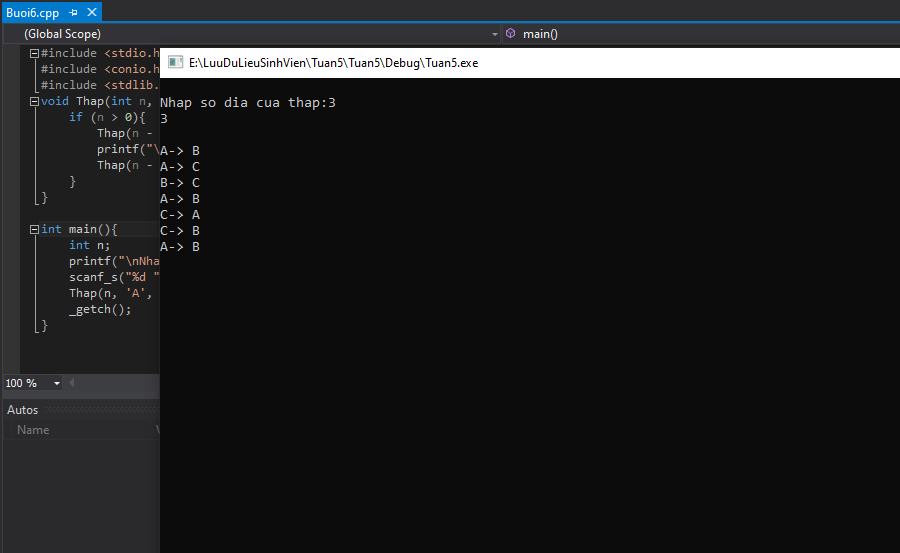 Buoi6.cpp
(Global Scope)
main()
#include <stdio.h
#include <conio.h
#include <stdlib.
void Thap(int n,
if (n > 0){
Thap(n -
printf("\
Thap(n -
}
}
int main(){
int n;
printf("\nNha
scanf_s("%d "
Thap(n, 'A',
_getch();
}
100 %
Autos
Name
E:\LuuDuLieuSinhVien\Tuan5\Tuan5\Debug\Tuan5.exe
Nhap so dia cua thap:3
3
A-> B
A-> C
B-> C
A-> B
C-> A
C-> B
A-> B